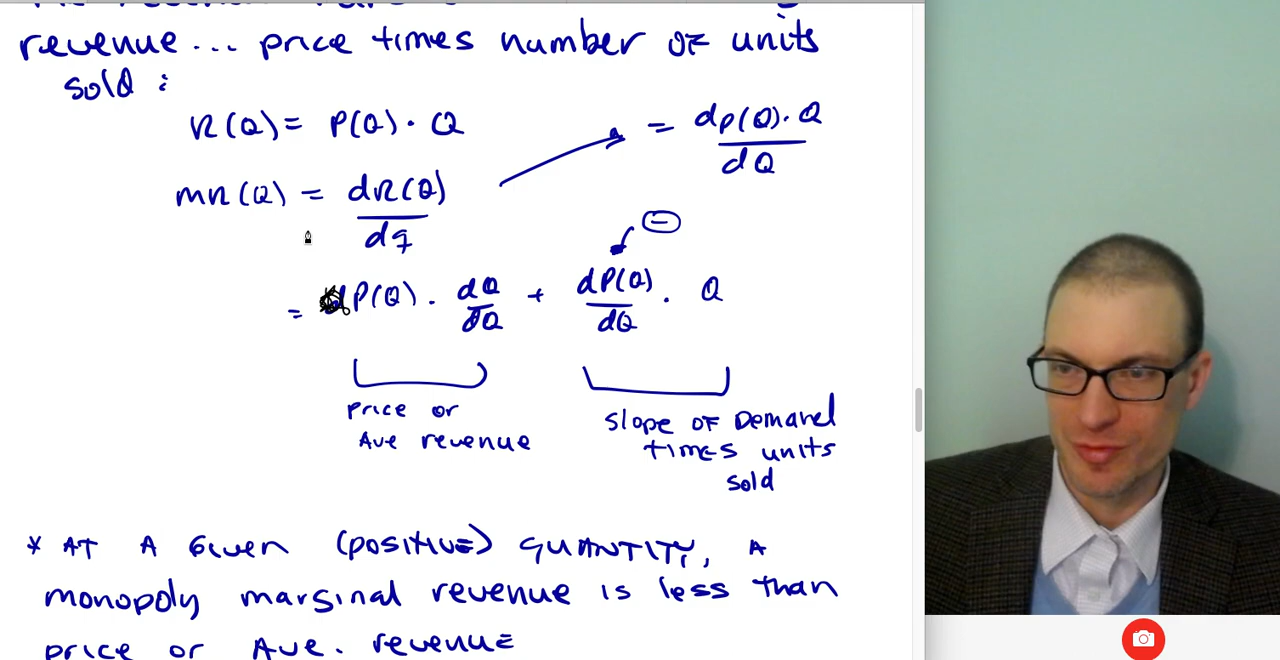 revenue... price times number of units
sold :
R(Q) = P(Q) · Q
= dP(Q) · Q / dQ
MR(Q) = dR(Q) / dq
= P(Q) · dQ / dQ + dP(Q) / dQ · Q
(-)
Price or
Ave revenue
Slope of Demand
times units
sold
* AT A Given (positive) QUANTITY, A
monopoly marginal revenue is less than
price or Ave. revenue